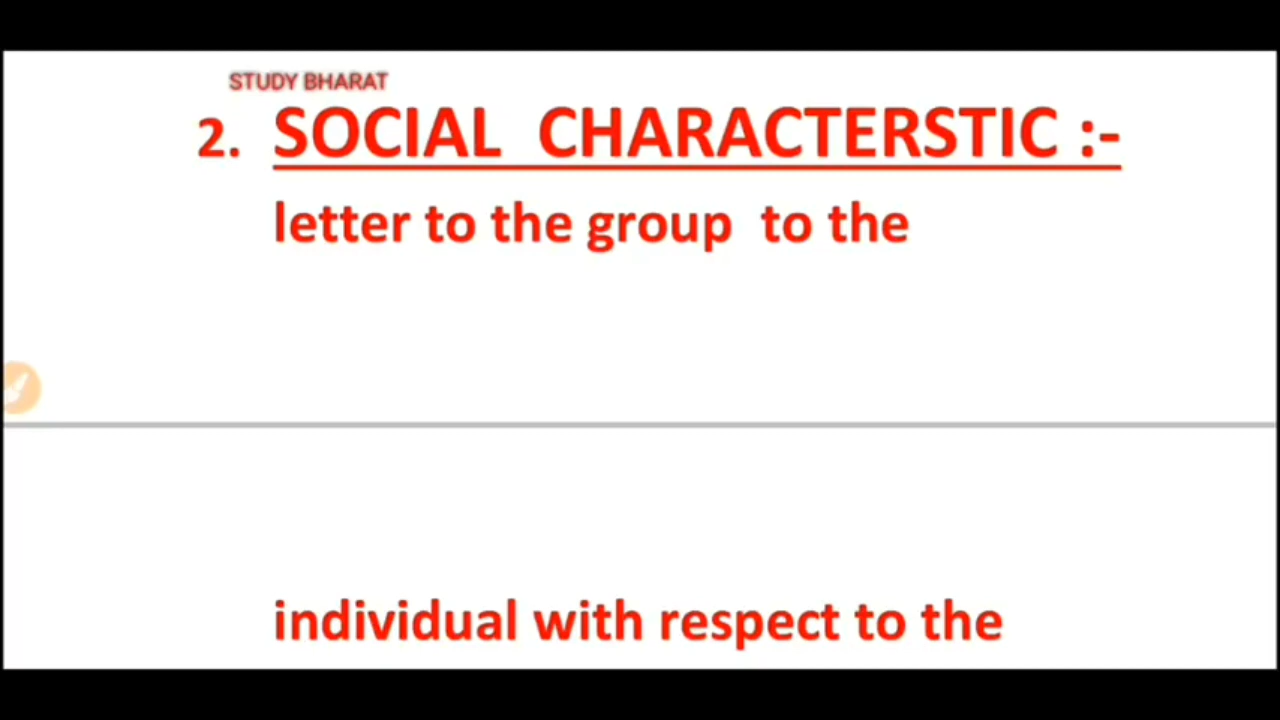 STUDY BHARAT
2. SOCIAL CHARACTERSTIC :-
letter to the group to the
individual with respect to the